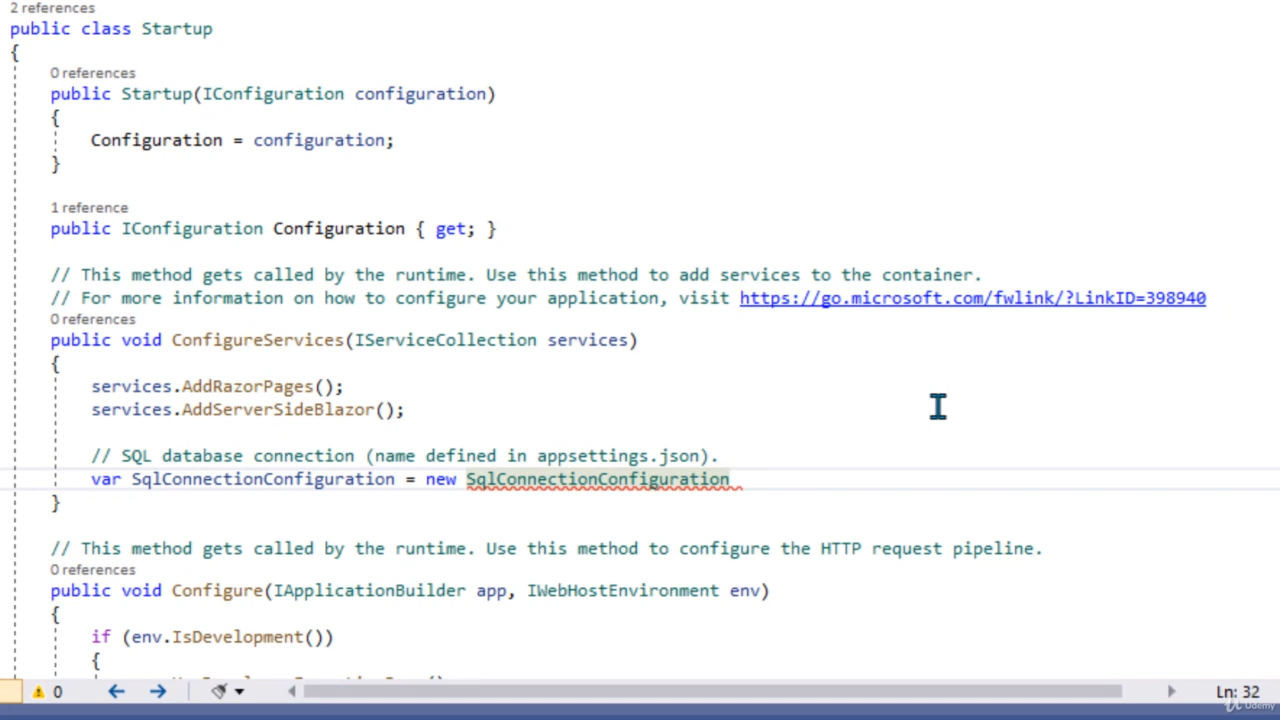 2 references
public class Startup
{
0 references
public Startup(IConfiguration configuration)
{
Configuration = configuration;
}
1 reference
public IConfiguration Configuration { get; }
// This method gets called by the runtime. Use this method to add services to the container.
// For more information on how to configure your application, visit https://go.microsoft.com/fwlink/?LinkID=398940
0 references
public void ConfigureServices(IServiceCollection services)
{
services.AddRazorPages();
services.AddServerSideBlazor();
// SQL database connection (name defined in appsettings.json).
var SqlConnectionConfiguration = new SqlConnectionConfiguration
}
// This method gets called by the runtime. Use this method to configure the HTTP request pipeline.
0 references
public void Configure(IApplicationBuilder app, IWebHostEnvironment env)
{
if (env.IsDevelopment())
{
0
Ln: 32
Udemy